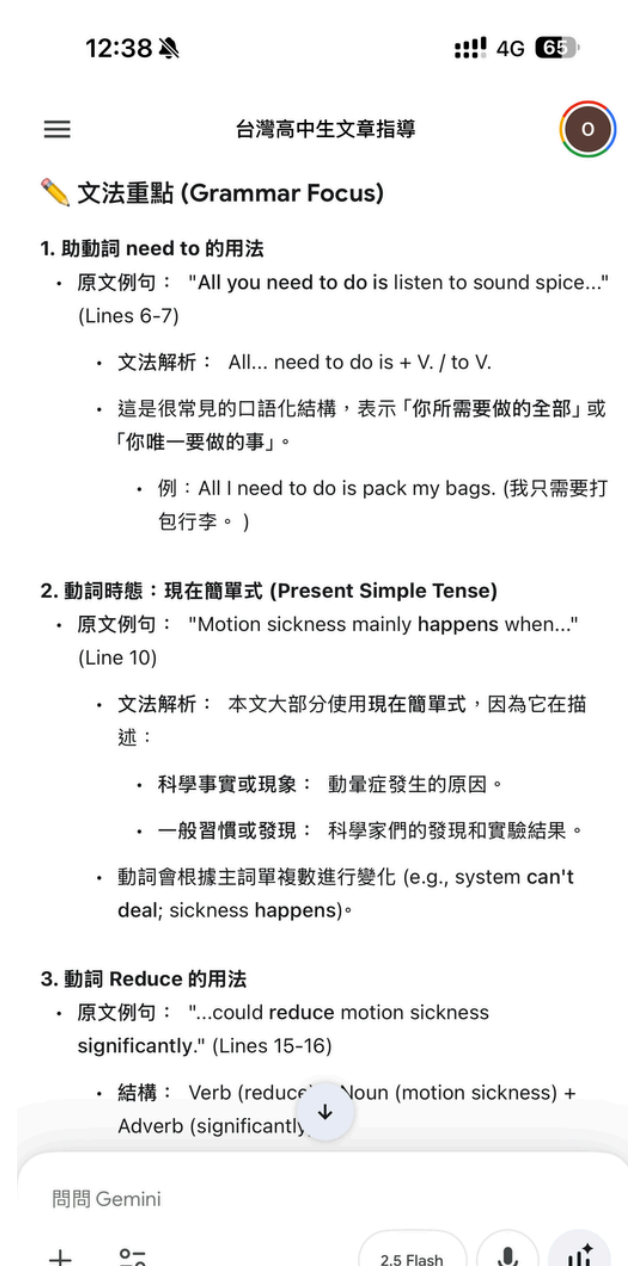 12:38
4G 65
台灣高中生文章指導
O
✏️ 文法重點 (Grammar Focus)
1. 助動詞 need to 的用法
• 原文例句： "All you need to do is listen to sound spice..."
(Lines 6-7)
• 文法解析： All... need to do is + V. / to V.
• 這是很常見的口語化結構，表示「你所需要做的全部」或
「你唯一要做的事」。
• 例：All I need to do is pack my bags. (我只需要打
包行李。)
2. 動詞時態：現在簡單式 (Present Simple Tense)
• 原文例句： "Motion sickness mainly happens when..."
(Line 10)
• 文法解析： 本文大部分使用現在簡單式，因為它在描
述：
• 科學事實或現象： 動暈症發生的原因。
• 一般習慣或發現： 科學家們的發現和實驗結果。
• 動詞會根據主詞單複數進行變化 (e.g., system can't
deal; sickness happens)。
3. 動詞 Reduce 的用法
• 原文例句： "...could reduce motion sickness
significantly." (Lines 15-16)
• 結構： Verb (reduce Noun (motion sickness) +
Adverb (significantly
問問 Gemini
2.5 Flash